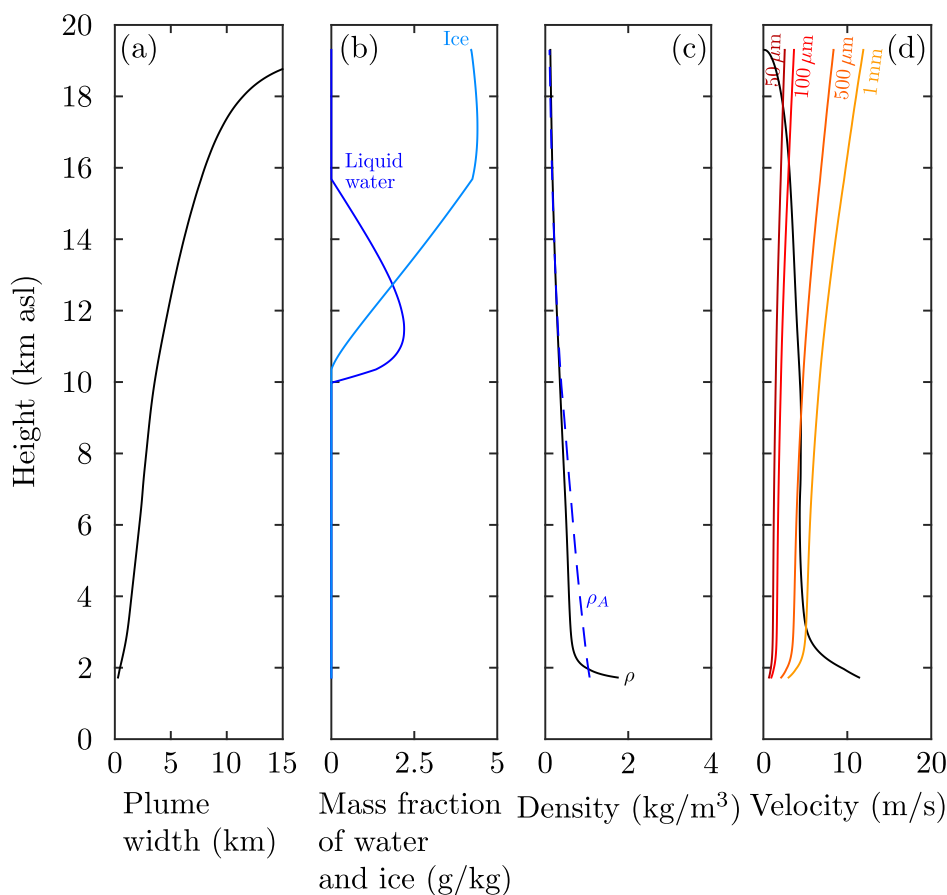 (a)
(b)
(c)
(d)
Ice
Liquid
water
50 μm
100 μm
500 μm
1 mm
ρA
ρ
Height (km asl)
20
18
16
14
12
10
8
6
4
2
0
0 5 10 15
0 2.5 5
0 2 4
0 10 20
Plume
width (km)
Mass fraction
of water
and ice (g/kg)
Density (kg/m³)
Velocity (m/s)